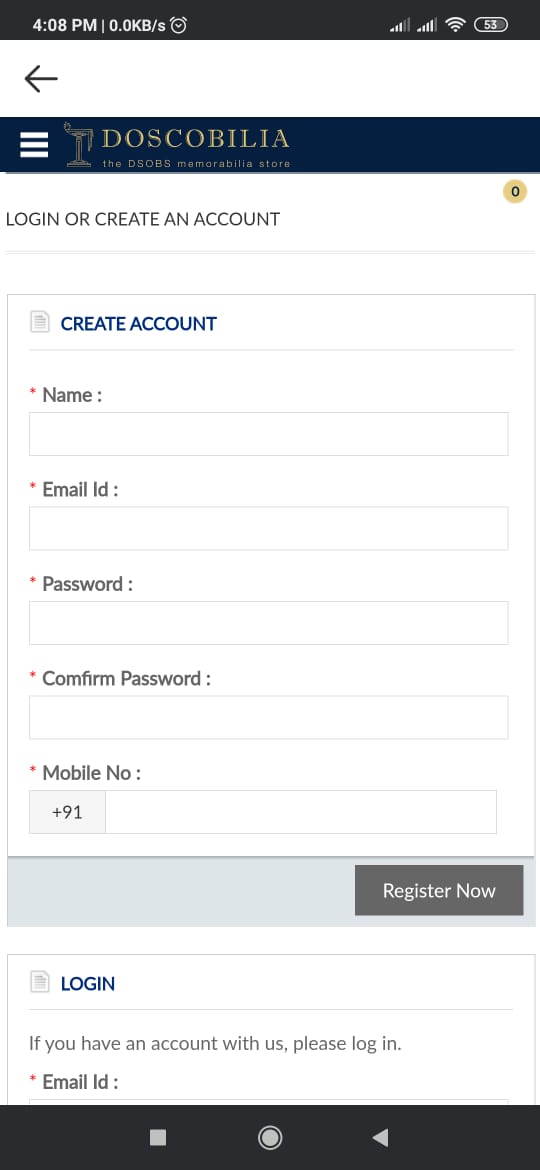 4:08 PM | 0.0KB/s
53
DOSCOBILIA
the DSOBS memorabilia store
0
LOGIN OR CREATE AN ACCOUNT
CREATE ACCOUNT
* Name :
* Email Id :
* Password :
* Comfirm Password :
* Mobile No :
+91
Register Now
LOGIN
If you have an account with us, please log in.
* Email Id :